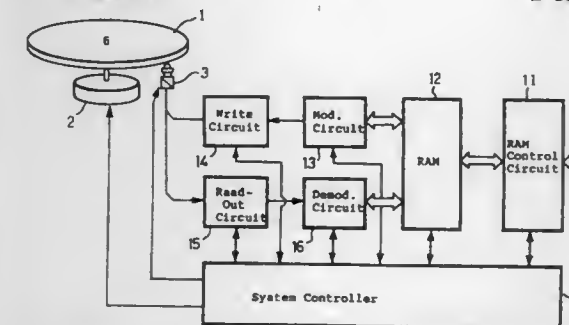 1
6
3
2
12
11
Write
Circuit
Mod.
Circuit
RAM
RAM
Control
Circuit
14
13
Raad-
Out
Circuit
Demod.
Circuit
15
16
System Controller